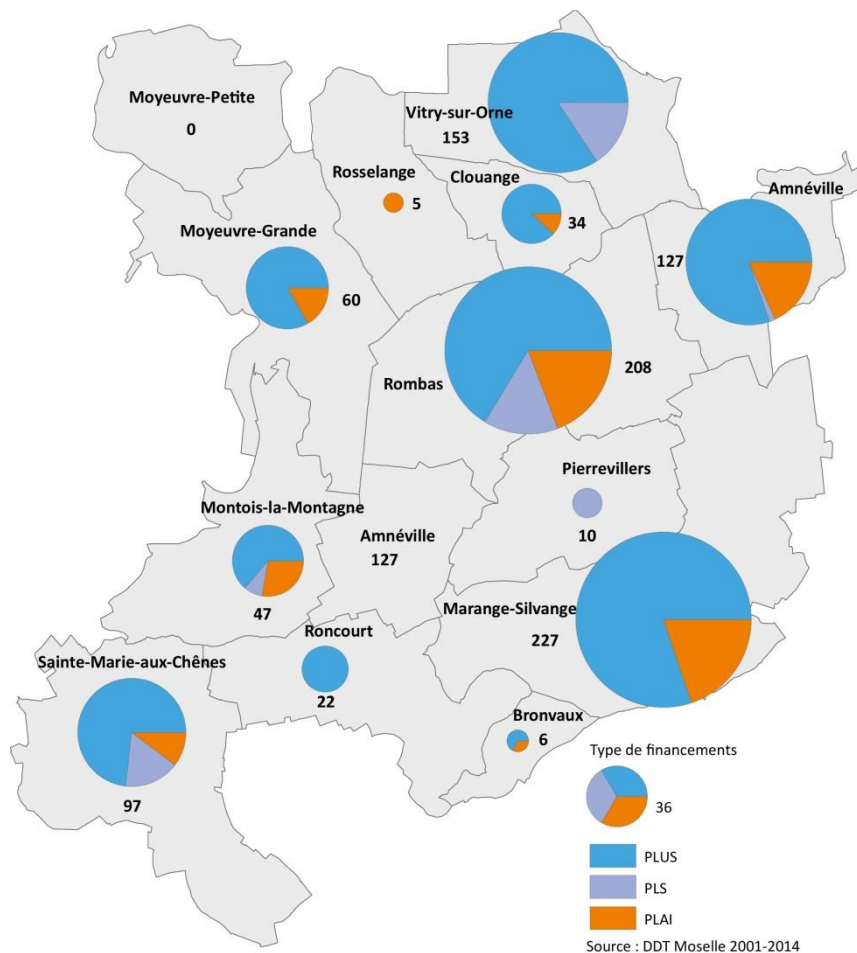 Moyeuvre-Petite
0
Vitry-sur-Orne
153
Rosselange
5
Clouange
34
Amnéville
127
Moyeuvre-Grande
60
Rombas
208
Pierrevillers
10
Montois-la-Montagne
47
Amnéville
127
Marange-Silvange
227
Roncourt
22
Sainte-Marie-aux-Chênes
97
Bronvaux
6
Type de financements
36
PLUS
PLS
PLAI
Source : DDT Moselle 2001-2014